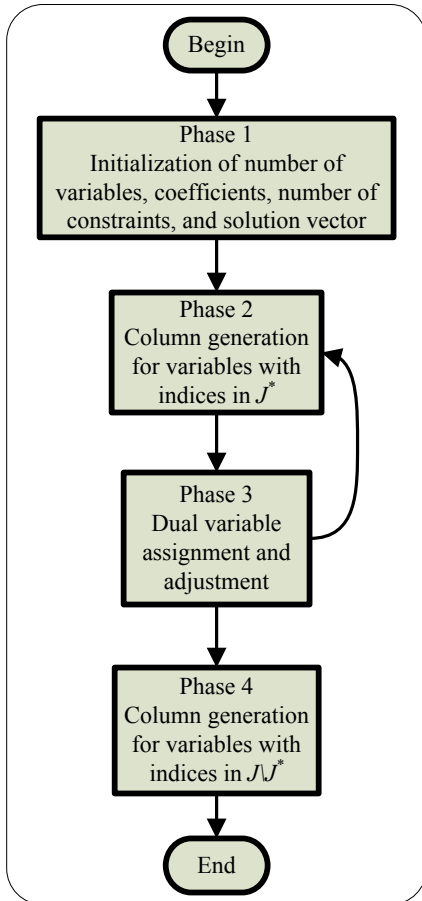 Begin
Phase 1
Initialization of number of
variables, coefficients, number of
constraints, and solution vector
Phase 2
Column generation
for variables with
indices in J*
Phase 3
Dual variable
assignment and
adjustment
Phase 4
Column generation
for variables with
indices in J\J*
End